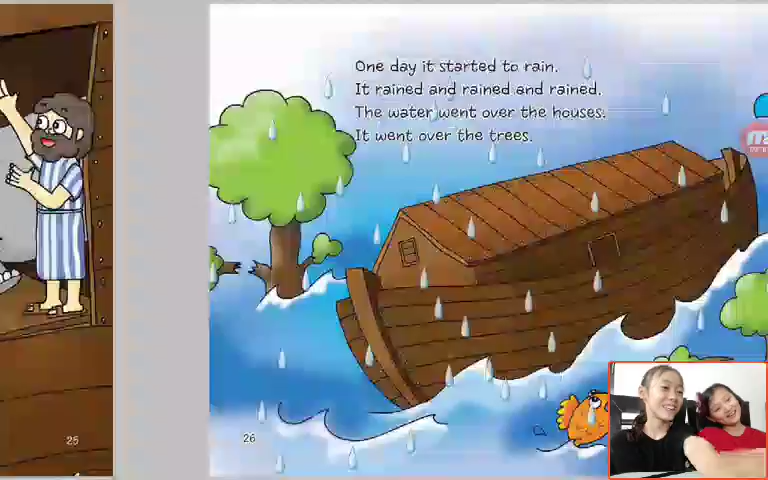 One day it started to rain.
It rained and rained and rained.
The water went over the houses.
It went over the trees.
25
26